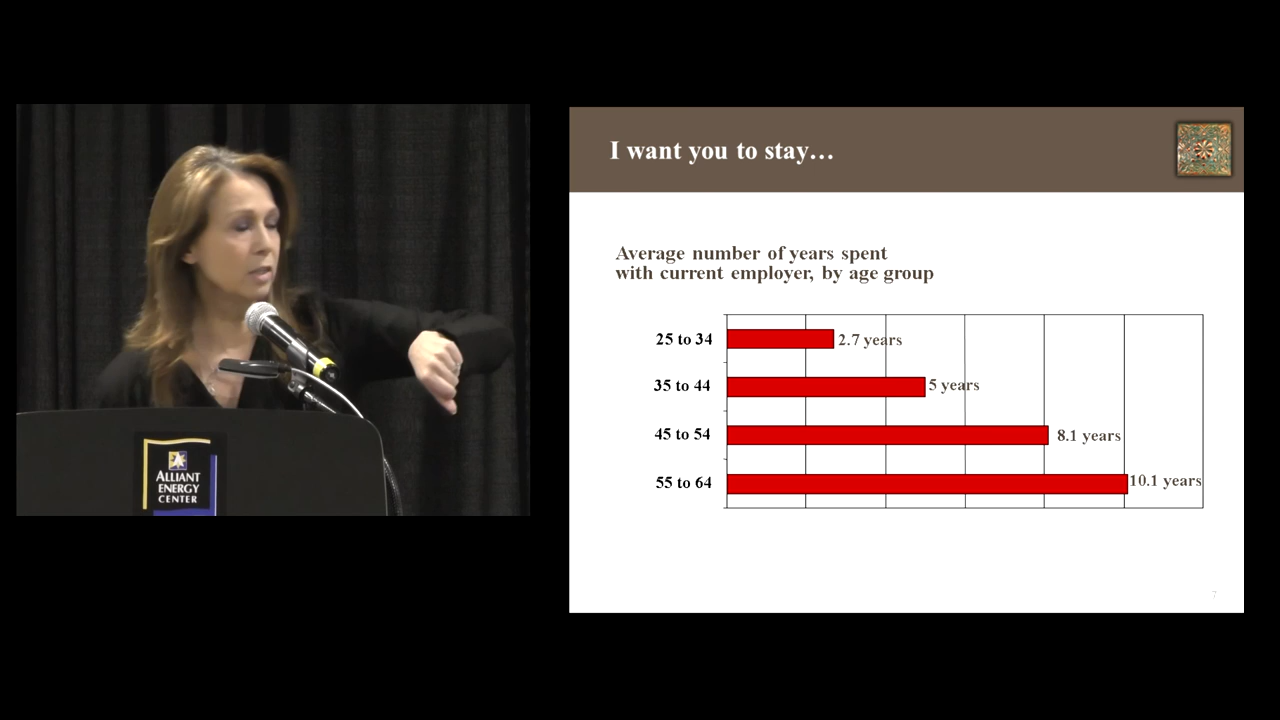 I want you to stay…
Average number of years spent
with current employer, by age group
25 to 34
2.7 years
35 to 44
5 years
45 to 54
8.1 years
55 to 64
10.1 years
7
ALLIANT
ENERGY
CENTER